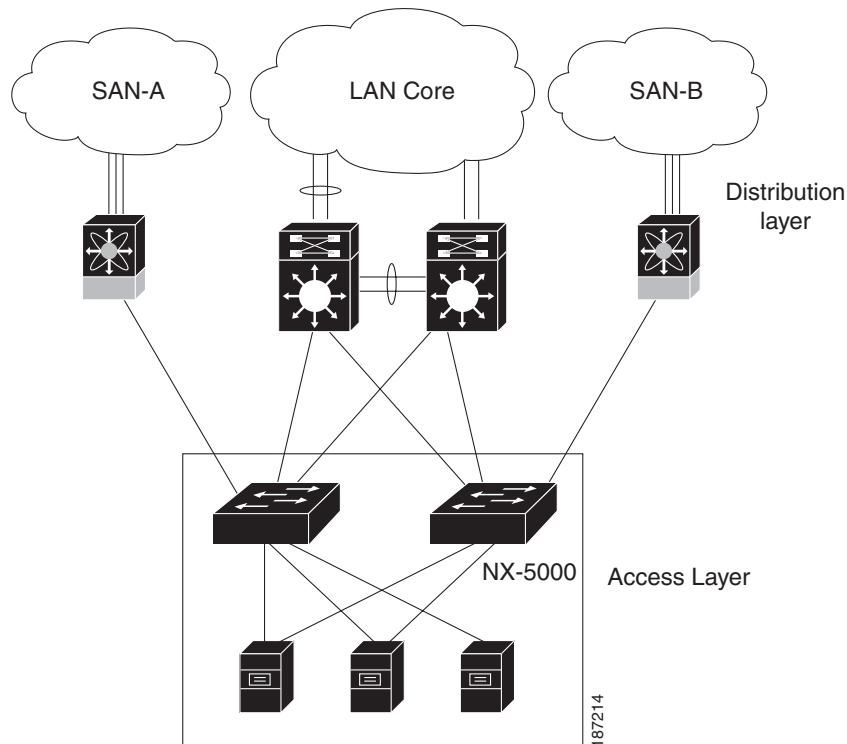 SAN-A
LAN Core
SAN-B
Distribution
layer
NX-5000
Access Layer
187214